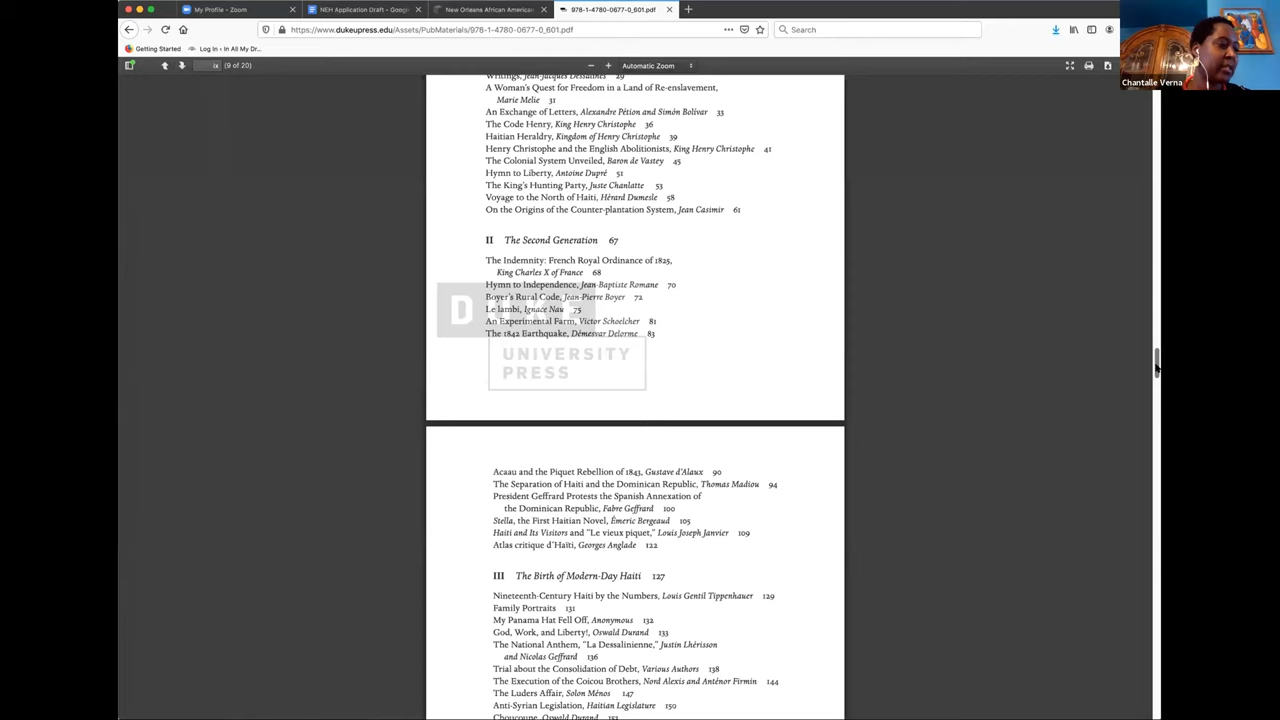 My Profile - Zoom
NEH Application Draft - Google
New Orleans African American
978-1-4780-0677-0_601.pdf
https://www.dukeupress.edu/Assets/PubMaterials/978-1-4780-0677-0_601.pdf
Search
Getting Started
Log In ‹ In All My Dr…
ix
(9 of 20)
Automatic Zoom
Chantalle Verna
Writings, Jean-Jacques Dessalines 29
A Woman's Quest for Freedom in a Land of Re-enslavement,
Marie Melie 31
An Exchange of Letters, Alexandre Pétion and Simón Bolívar 33
The Code Henry, King Henry Christophe 36
Haitian Heraldry, Kingdom of Henry Christophe 39
Henry Christophe and the English Abolitionists, King Henry Christophe 41
The Colonial System Unveiled, Baron de Vastey 45
Hymn to Liberty, Antoine Dupré 51
The King's Hunting Party, Juste Chanlatte 53
Voyage to the North of Haiti, Hérard Dumesle 58
On the Origins of the Counter-plantation System, Jean Casimir 61
II The Second Generation 67
The Indemnity: French Royal Ordinance of 1825,
King Charles X of France 68
Hymn to Independence, Jean-Baptiste Romane 70
Boyer's Rural Code, Jean-Pierre Boyer 72
Le lambi, Ignace Nau 75
An Experimental Farm, Victor Schoelcher 81
The 1842 Earthquake, Démesvar Delorme 83
DUKE
UNIVERSITY
PRESS
Acaau and the Piquet Rebellion of 1843, Gustave d'Alaux 90
The Separation of Haiti and the Dominican Republic, Thomas Madiou 94
President Geffrard Protests the Spanish Annexation of
the Dominican Republic, Fabre Geffrard 100
Stella, the First Haitian Novel, Émeric Bergeaud 105
Haiti and Its Visitors and "Le vieux piquet," Louis Joseph Janvier 109
Atlas critique d'Haïti, Georges Anglade 122
III The Birth of Modern-Day Haiti 127
Nineteenth-Century Haiti by the Numbers, Louis Gentil Tippenhauer 129
Family Portraits 131
My Panama Hat Fell Off, Anonymous 132
God, Work, and Liberty!, Oswald Durand 133
The National Anthem, "La Dessalinienne," Justin Lhérisson
and Nicolas Geffrard 136
Trial about the Consolidation of Debt, Various Authors 138
The Execution of the Coicou Brothers, Nord Alexis and Anténor Firmin 144
The Luders Affair, Solon Ménos 147
Anti-Syrian Legislation, Haitian Legislature 150
Choucoune, Oswald Durand 151